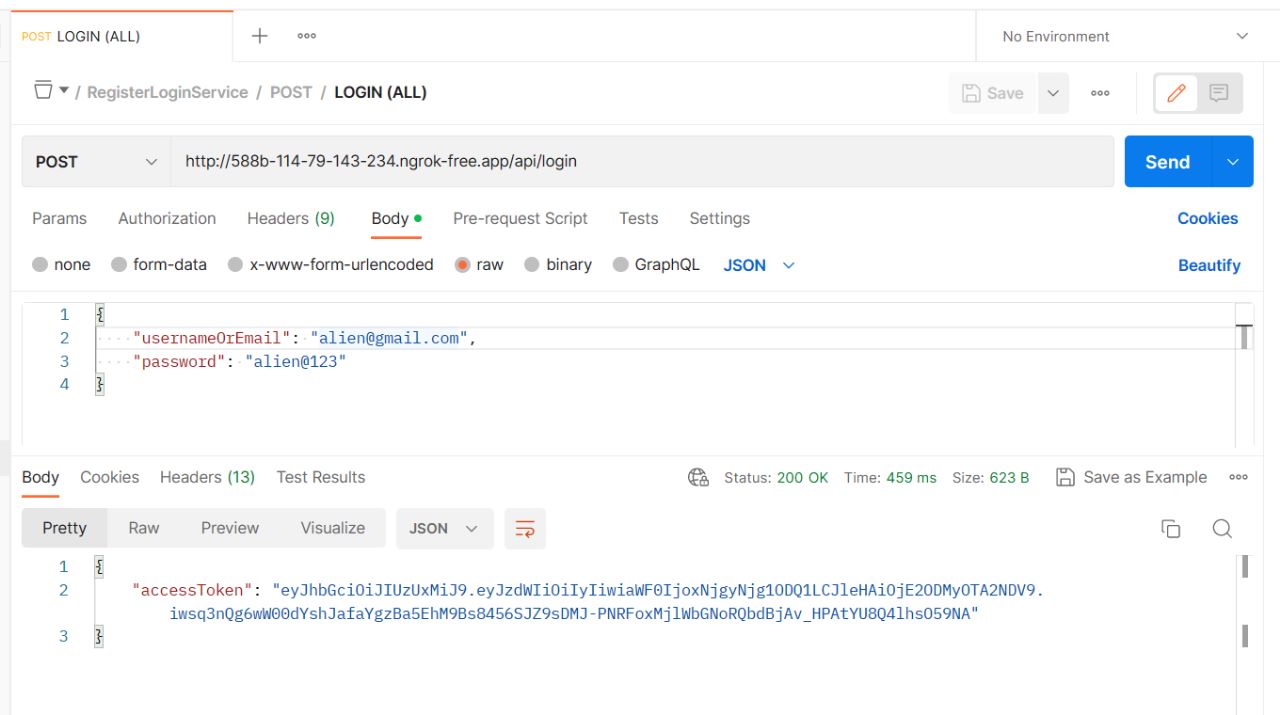 POST LOGIN (ALL)
No Environment
/ RegisterLoginService / POST / LOGIN (ALL)
Save
POST
http://588b-114-79-143-234.ngrok-free.app/api/login
Send
Params Authorization Headers (9) Body Pre-request Script Tests Settings Cookies
none form-data x-www-form-urlencoded raw binary GraphQL JSON Beautify
1 {
2 "usernameOrEmail": "alien@gmail.com",
3 "password": "alien@123"
4 }
Body Cookies Headers (13) Test Results Status: 200 OK Time: 459 ms Size: 623 B Save as Example
Pretty Raw Preview Visualize JSON
1 {
2 "accessToken": "eyJhbGciOiJIUzUxMiJ9.eyJzdWIiOiIyIiwiaWF0IjoxNjgyNjg1ODQ1LCJleHAiOjE2ODMyOTA2NDV9.
iwsq3nQg6wW00dYshJafaYgzBa5EhM9Bs8456SJZ9sDMJ-PNRFoxMjlWbGNoRQbdBjAv_HPAtYU8Q4lhsO59NA"
3 }